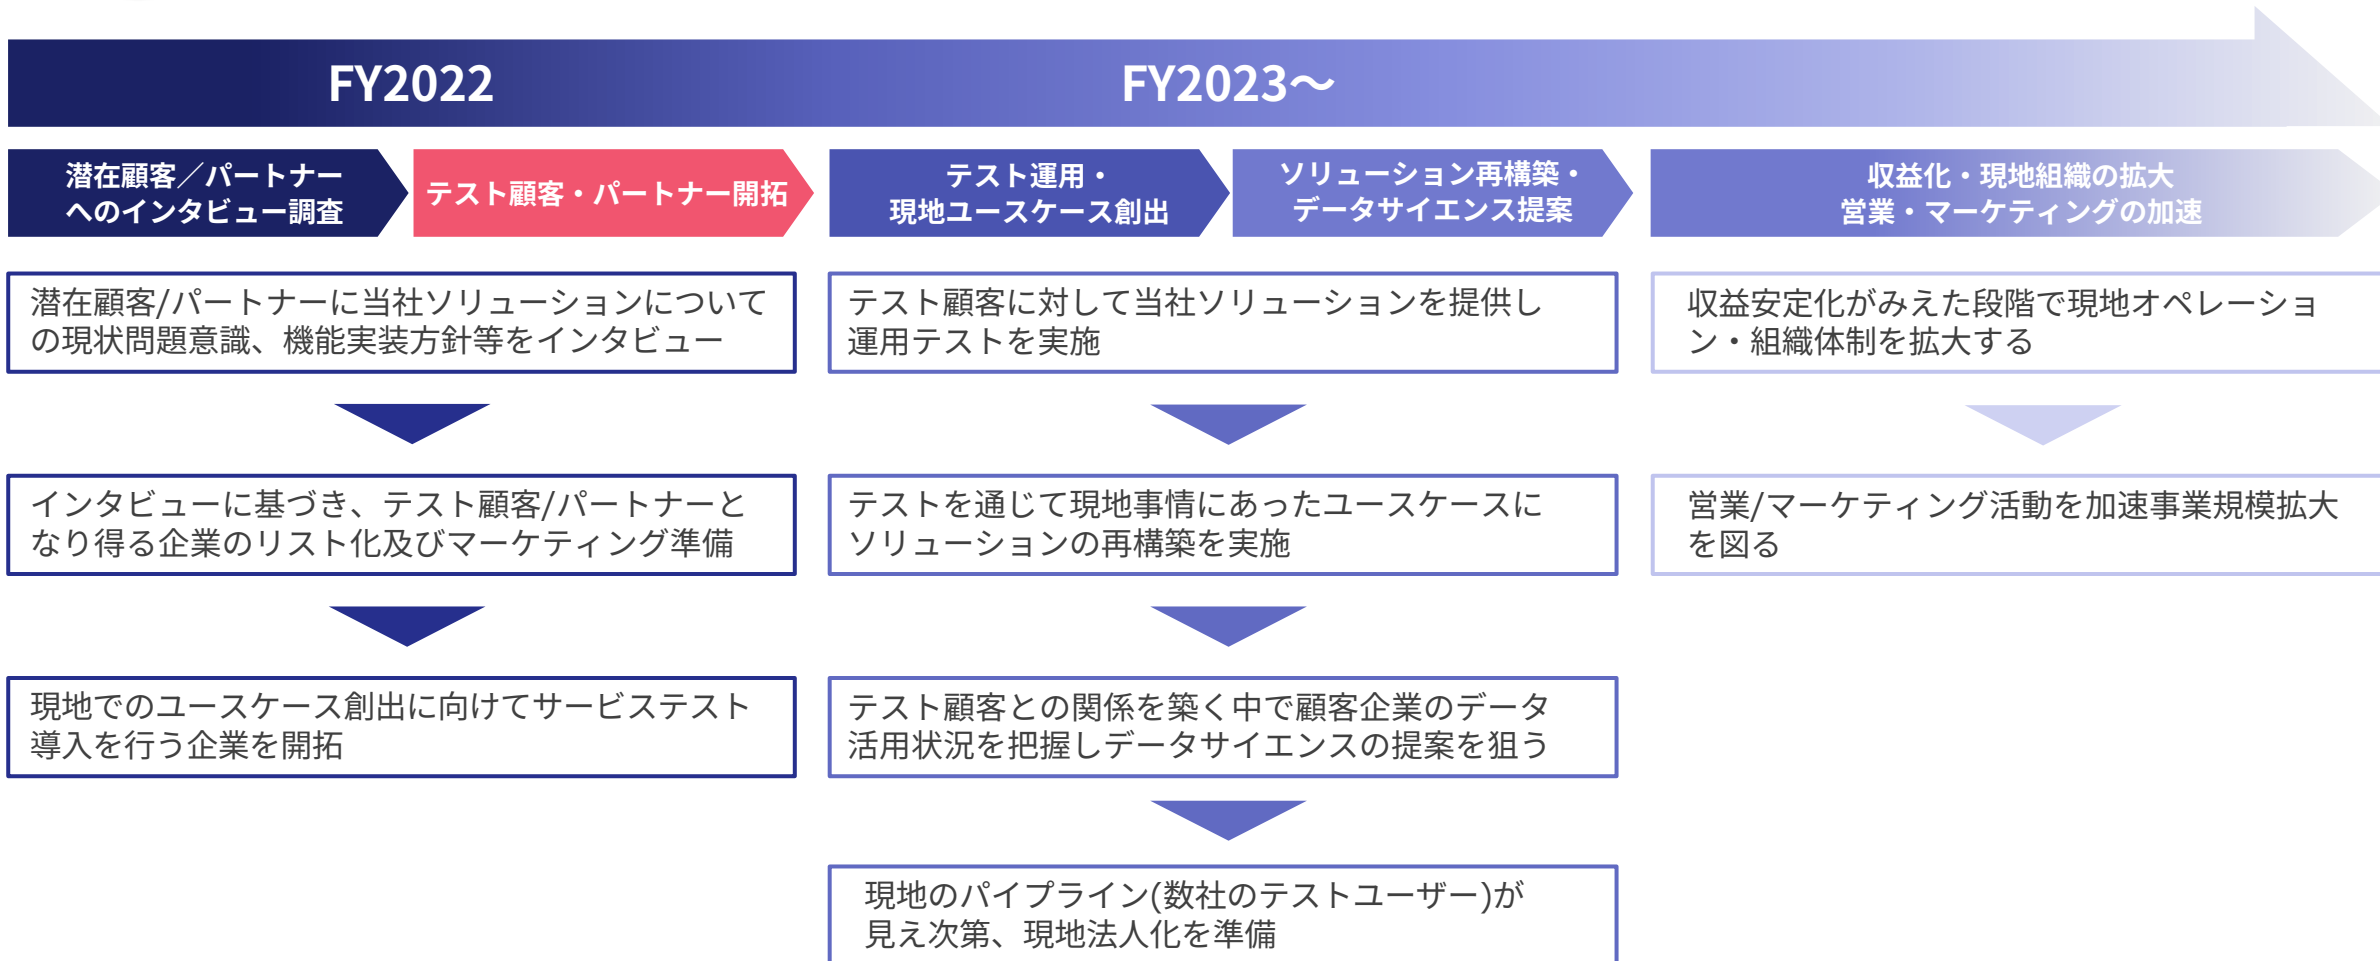 FY2022
FY2023～
潜在顧客／パートナー
へのインタビュー調査
テスト顧客・パートナー開拓
テスト運用・
現地ユースケース創出
ソリューション再構築・
データサイエンス提案
収益化・現地組織の拡大
営業・マーケティングの加速
潜在顧客/パートナーに当社ソリューションについて
の現状問題意識、機能実装方針等をインタビュー
インタビューに基づき、テスト顧客/パートナーと
なり得る企業のリスト化及びマーケティング準備
現地でのユースケース創出に向けてサービステスト
導入を行う企業を開拓
テスト顧客に対して当社ソリューションを提供し
運用テストを実施
テストを通じて現地事情にあったユースケースに
ソリューションの再構築を実施
テスト顧客との関係を築く中で顧客企業のデータ
活用状況を把握しデータサイエンスの提案を狙う
現地のパイプライン(数社のテストユーザー)が
見え次第、現地法人化を準備
収益安定化がみえた段階で現地オペレーショ
ン・組織体制を拡大する
営業/マーケティング活動を加速事業規模拡大
を図る